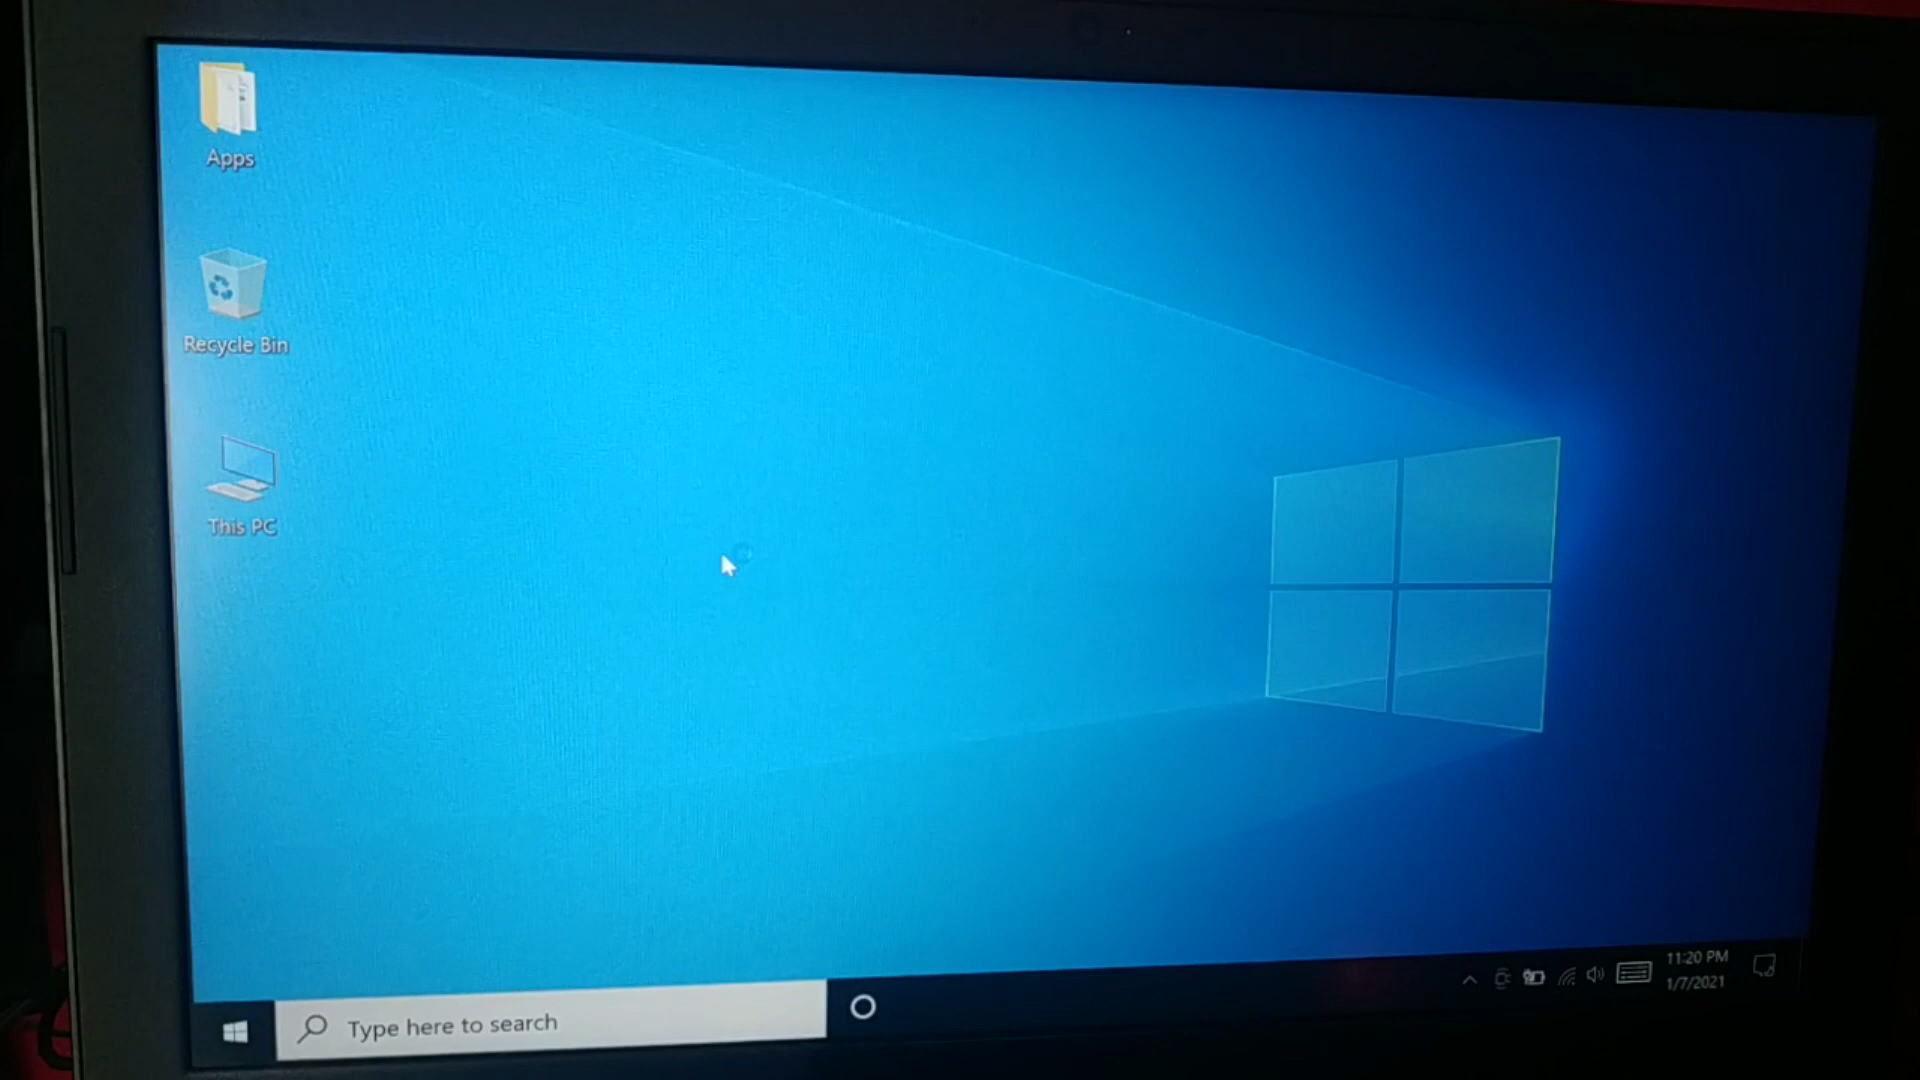 Apps
Recycle Bin
This PC
Type here to search
11:20 PM
1/7/2021